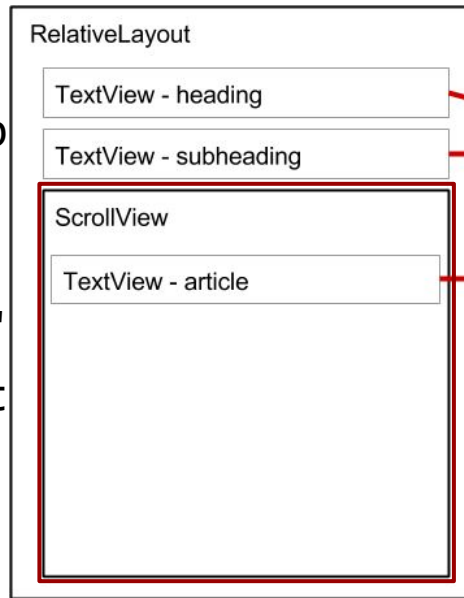 RelativeLayout
TextView - heading
TextView - subheading
ScrollView
TextView - article